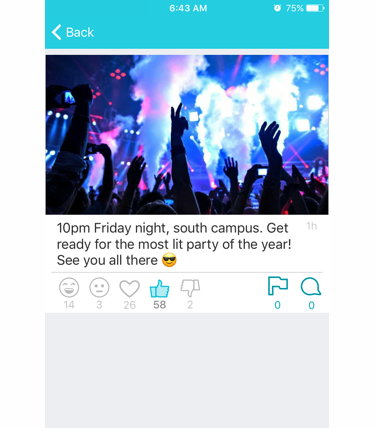 6:43 AM 75%
Back
10pm Friday night, south campus. Get 1h
ready for the most lit party of the year!
See you all there 😎
14 3 26 58 2 0 0